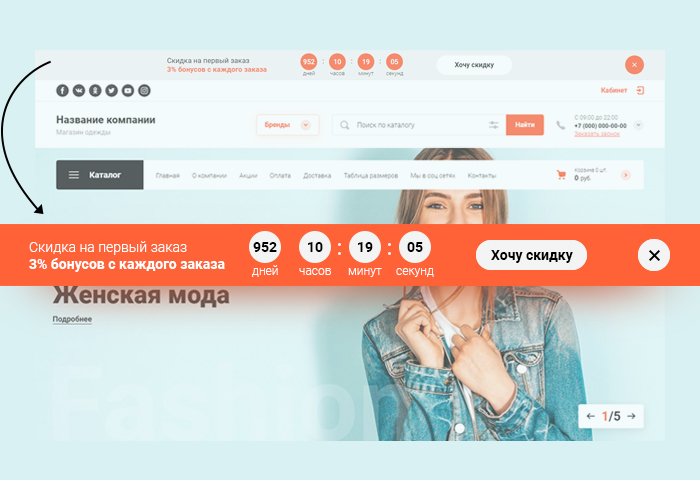 Скидка на первый заказ
3% бонусов с каждого заказа
952 : 10 : 19 : 05
дней часов минут секунд
Хочу скидку
Кабинет
Название компании
Магазин одежды
Бренды
Поиск по каталогу
Найти
С 09:00 до 22:00
+7 (000) 000-00-00
Заказать звонок
Каталог
Главная О компании Акции Оплата Доставка Таблица размеров Мы в соц сетях Контакты
Корзина 0 шт.
0 руб.
Скидка на первый заказ
3% бонусов с каждого заказа
952 10 : 19 : 05
дней часов минут секунд
Хочу скидку
Женская мода
Подробнее
Fashion
1/5